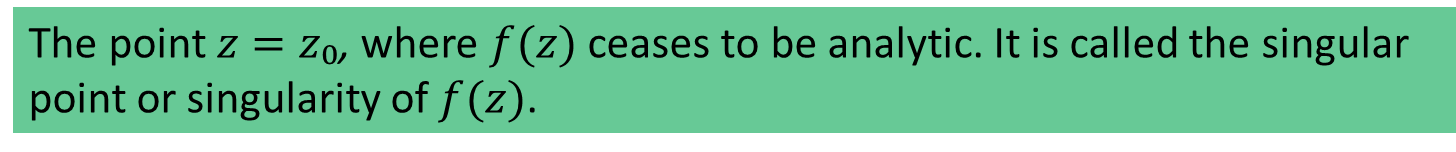 The point z = z₀, where f(z) ceases to be analytic. It is called the singular
point or singularity of f(z).